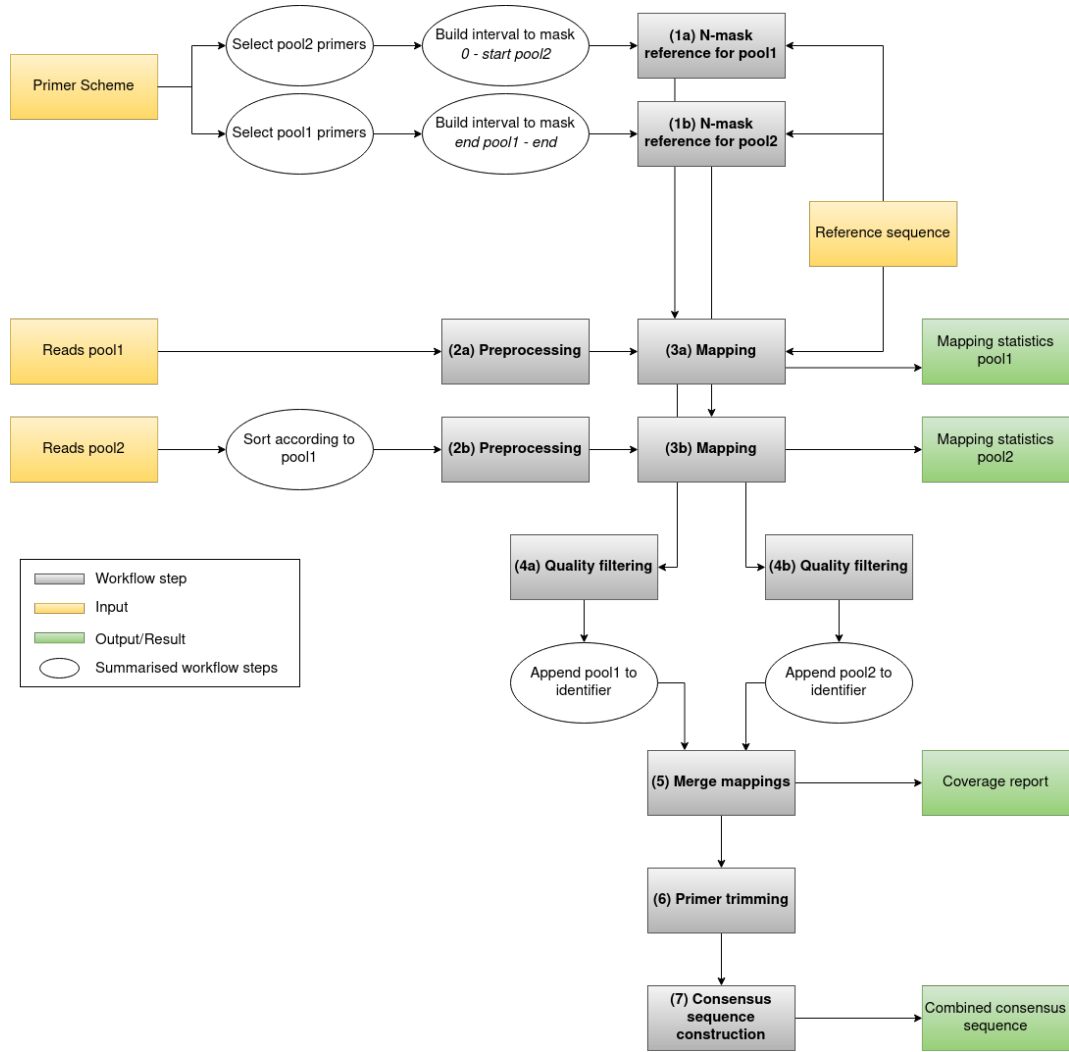 Primer Scheme
Select pool2 primers
Build interval to mask
0 - start pool2
(1a) N-mask
reference for pool1
Select pool1 primers
Build interval to mask
end pool1 - end
(1b) N-mask
reference for pool2
Reference sequence
Reads pool1
(2a) Preprocessing
(3a) Mapping
Mapping statistics
pool1
Reads pool2
Sort according to
pool1
(2b) Preprocessing
(3b) Mapping
Mapping statistics
pool2
(4a) Quality filtering
(4b) Quality filtering
Workflow step
Input
Output/Result
Summarised workflow steps
Append pool1 to
identifier
Append pool2 to
identifier
(5) Merge mappings
Coverage report
(6) Primer trimming
(7) Consensus
sequence
construction
Combined consensus
sequence